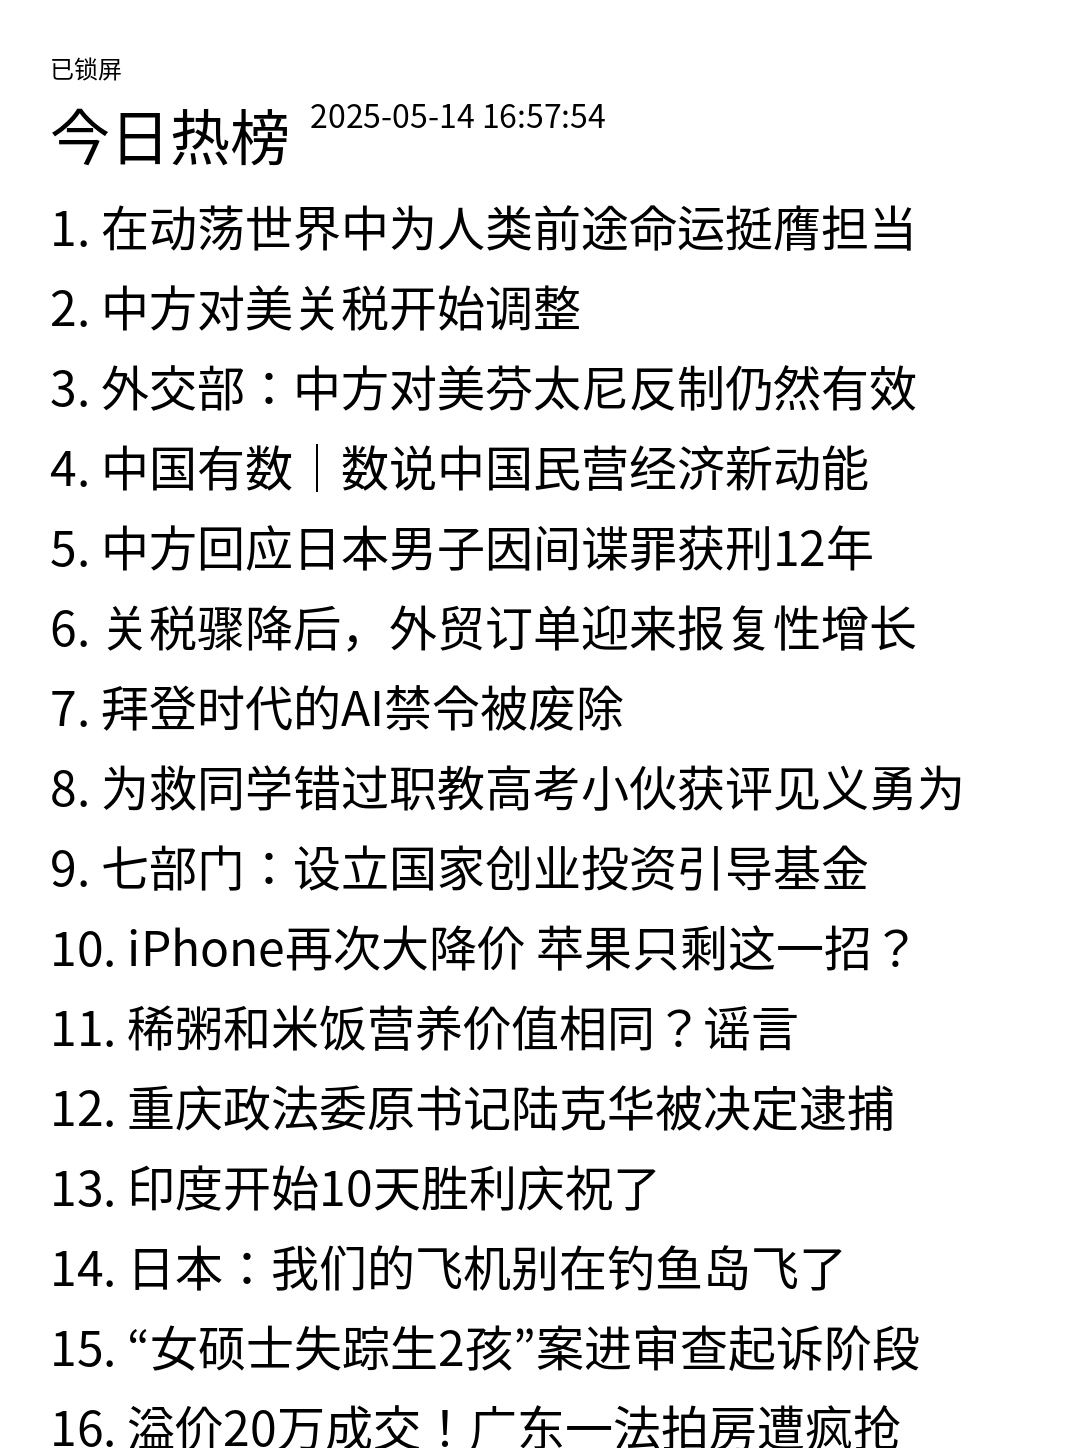 已锁屏
今日热榜 2025-05-14 16:57:54
1. 在动荡世界中为人类前途命运挺膺担当
2. 中方对美关税开始调整
3. 外交部：中方对美芬太尼反制仍然有效
4. 中国有数｜数说中国民营经济新动能
5. 中方回应日本男子因间谍罪获刑12年
6. 关税骤降后，外贸订单迎来报复性增长
7. 拜登时代的AI禁令被废除
8. 为救同学错过职教高考小伙获评见义勇为
9. 七部门：设立国家创业投资引导基金
10. iPhone再次大降价 苹果只剩这一招？
11. 稀粥和米饭营养价值相同？谣言
12. 重庆政法委原书记陆克华被决定逮捕
13. 印度开始10天胜利庆祝了
14. 日本：我们的飞机别在钓鱼岛飞了
15. “女硕士失踪生2孩”案进审查起诉阶段
16. 溢价20万成交！广东一法拍房遭疯抢